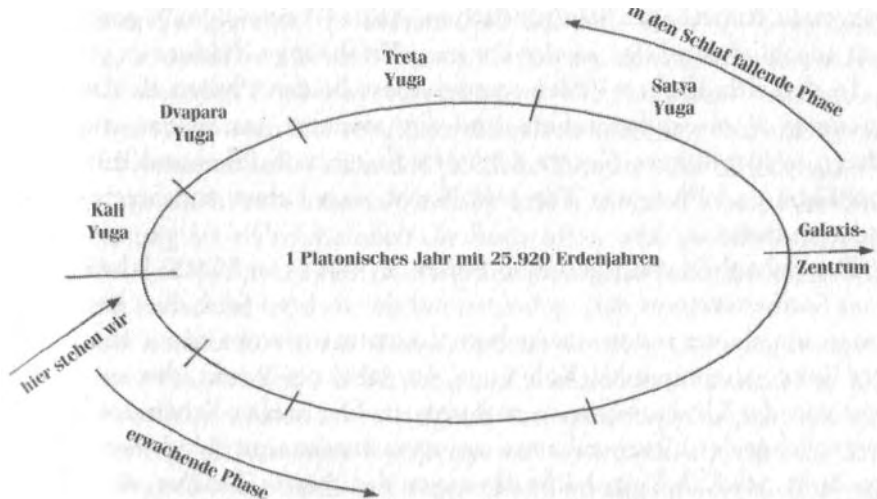 in den Schlaf fallende Phase
Treta
Yuga
Satya
Yuga
Dvapara
Yuga
Kali
Yuga
Galaxis-
Zentrum
1 Platonisches Jahr mit 25.920 Erdenjahren
hier stehen wir
erwachende Phase